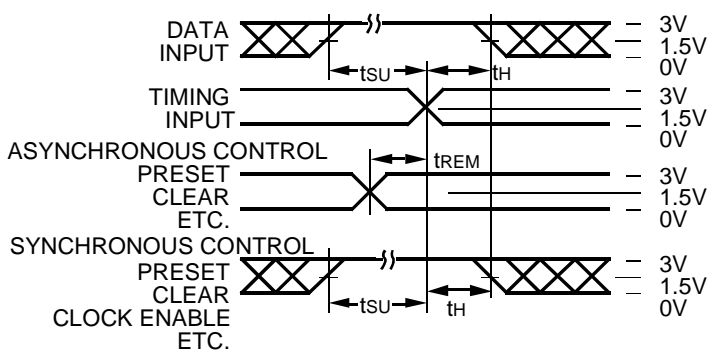 DATA
INPUT
tSU
tH
3V
1.5V
0V
TIMING
INPUT
3V
1.5V
0V
ASYNCHRONOUS CONTROL
PRESET
CLEAR
ETC.
tREM
3V
1.5V
0V
SYNCHRONOUS CONTROL
PRESET
CLEAR
CLOCK ENABLE
ETC.
tSU
tH
3V
1.5V
0V